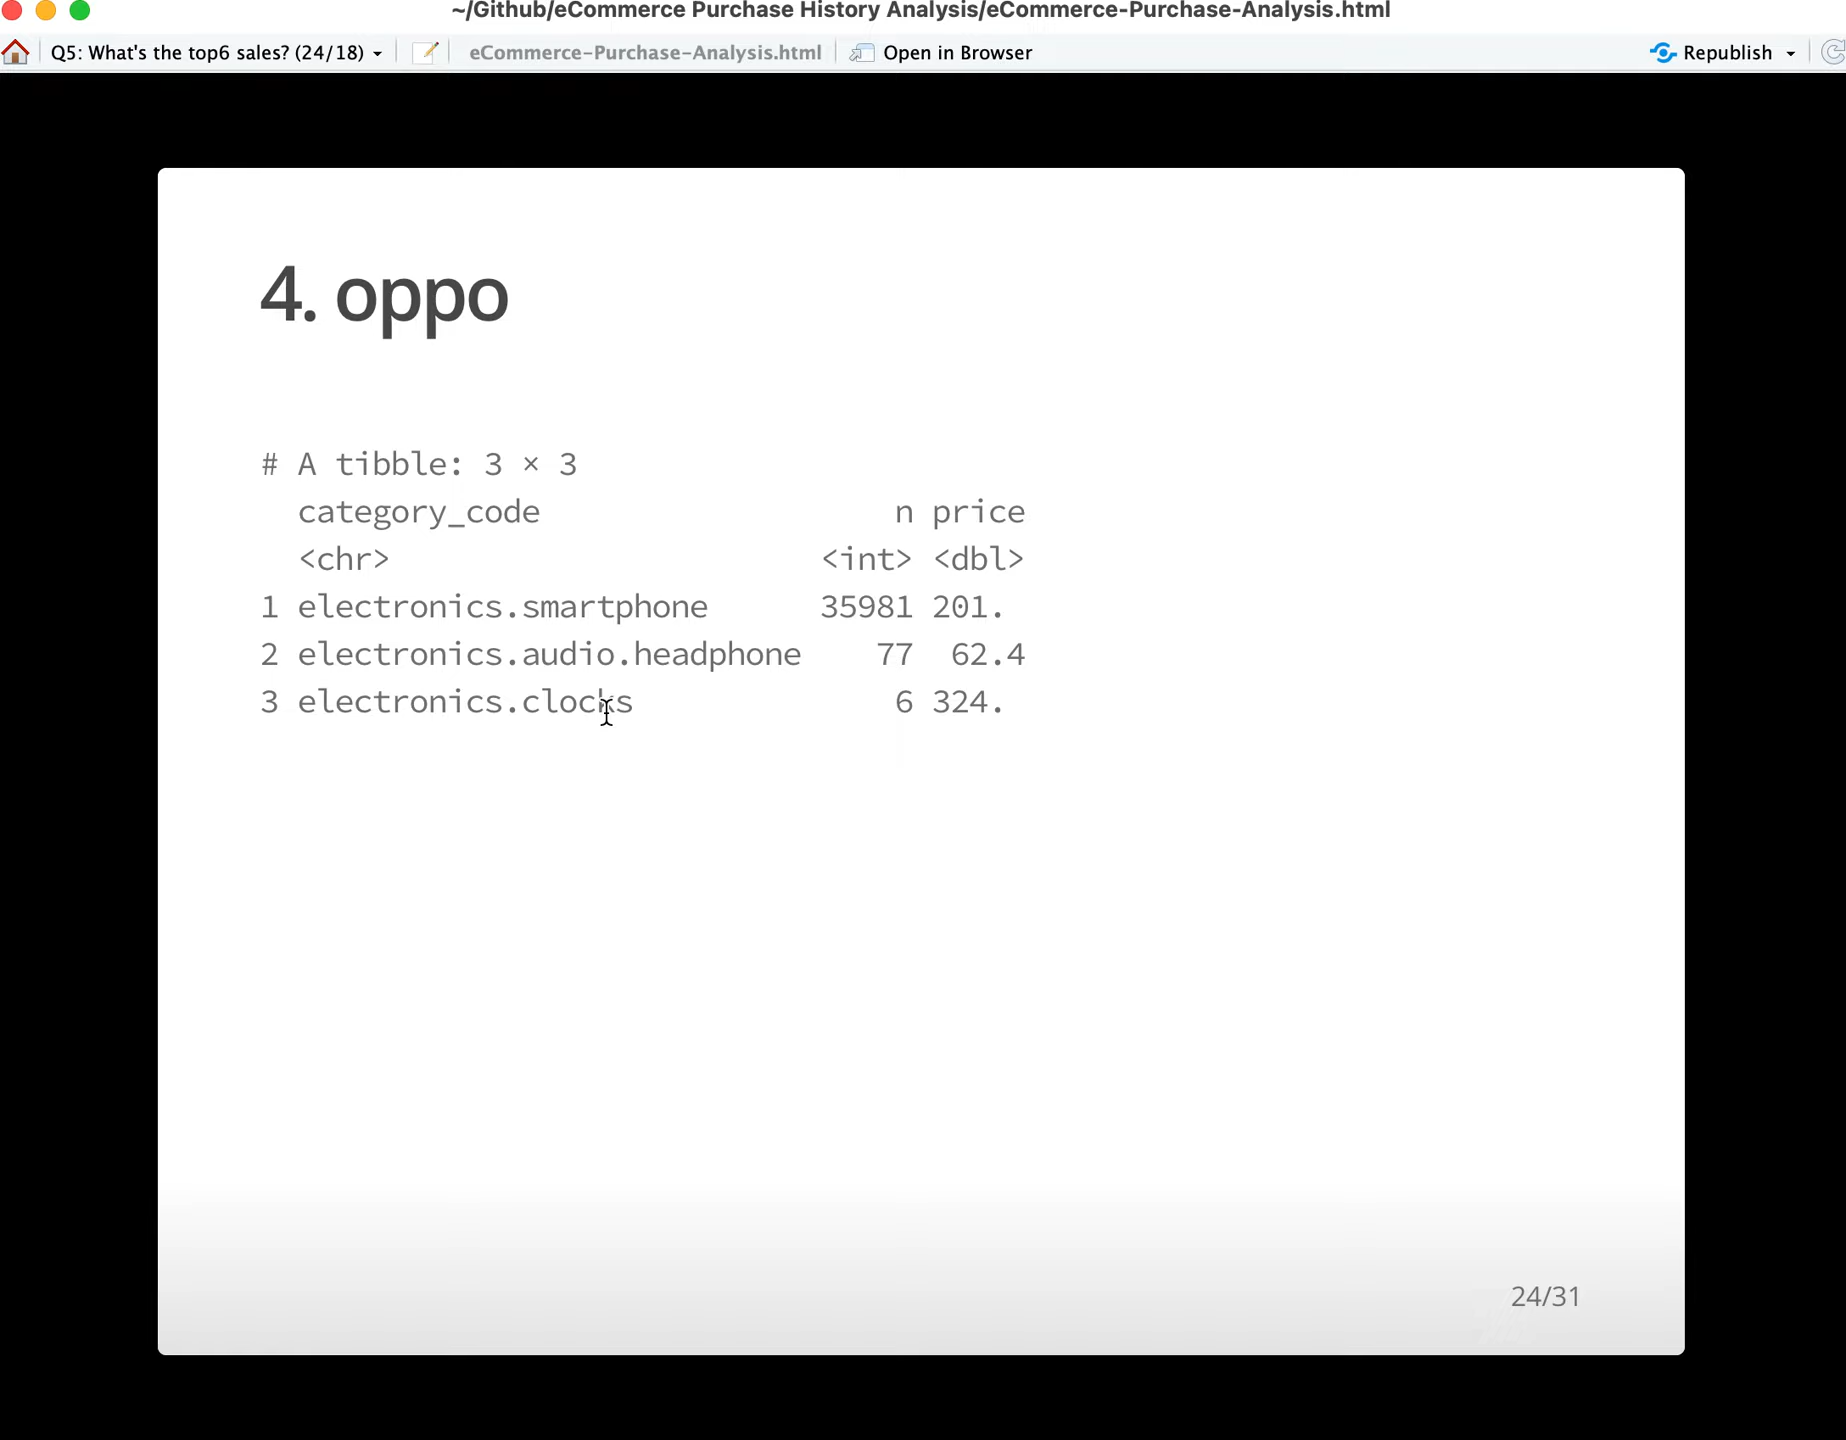 ~/Github/eCommerce Purchase History Analysis/eCommerce-Purchase-Analysis.html
Q5: What's the top6 sales? (24/18) eCommerce-Purchase-Analysis.html Open in Browser Republish
4. oppo
# A tibble: 3 × 3
category_code n price
<chr> <int> <dbl>
1 electronics.smartphone 35981 201.
2 electronics.audio.headphone 77 62.4
3 electronics.clocks 6 324.
24/31